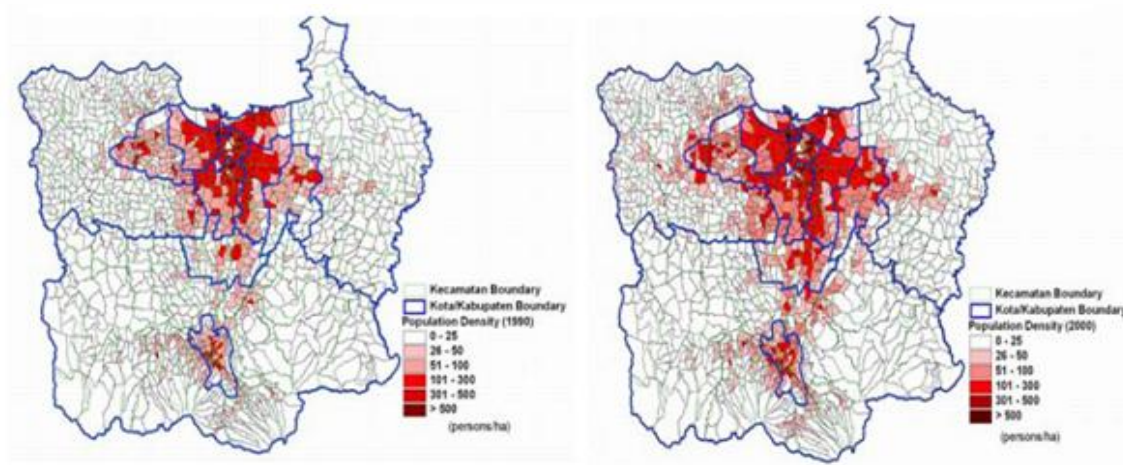 Kecamatan Boundary
Kota/Kabupaten Boundary
Population Density (1990)
0 - 25
26 - 50
51 - 100
101 - 300
301 - 500
> 500
(persons/ha)
Kecamatan Boundary
Kota/Kabupaten Boundary
Population Density (2000)
0 - 25
26 - 50
51 - 100
101 - 300
301 - 500
> 500
(persons/ha)